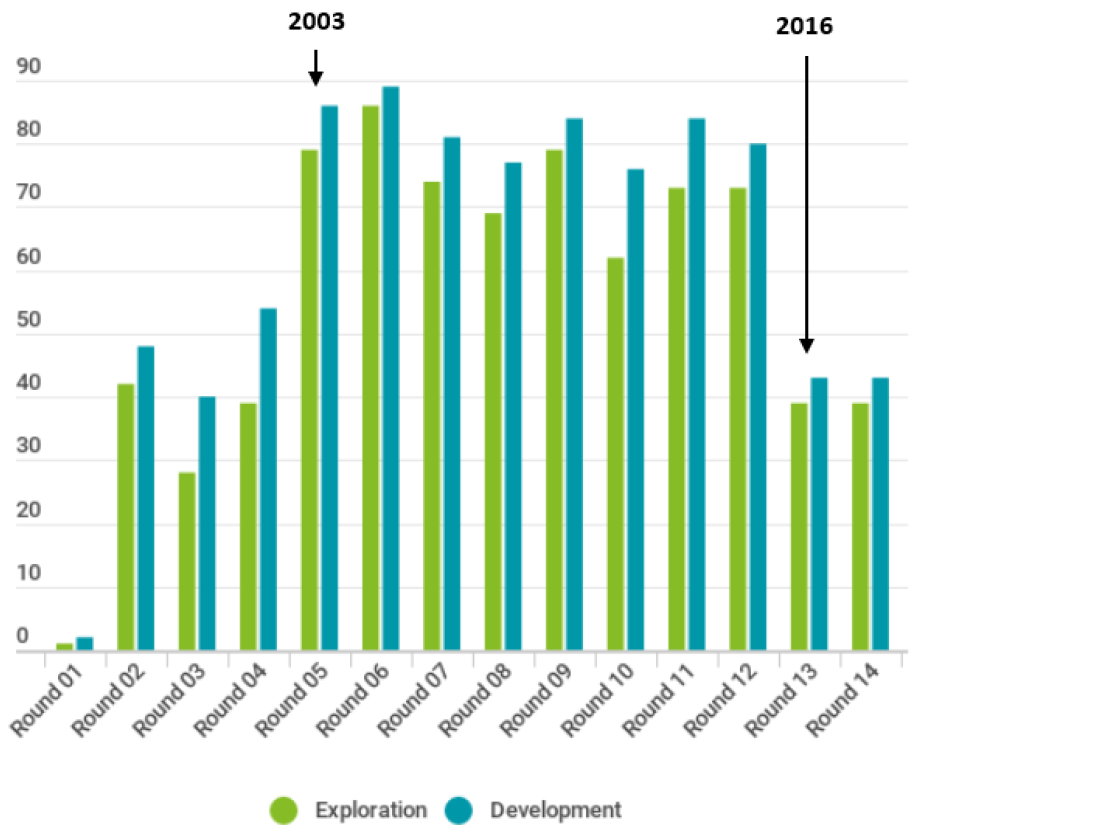 2003
2016
90
80
70
60
50
40
30
20
10
0
Round 01
Round 02
Round 03
Round 04
Round 05
Round 06
Round 07
Round 08
Round 09
Round 10
Round 11
Round 12
Round 13
Round 14
Exploration
Development